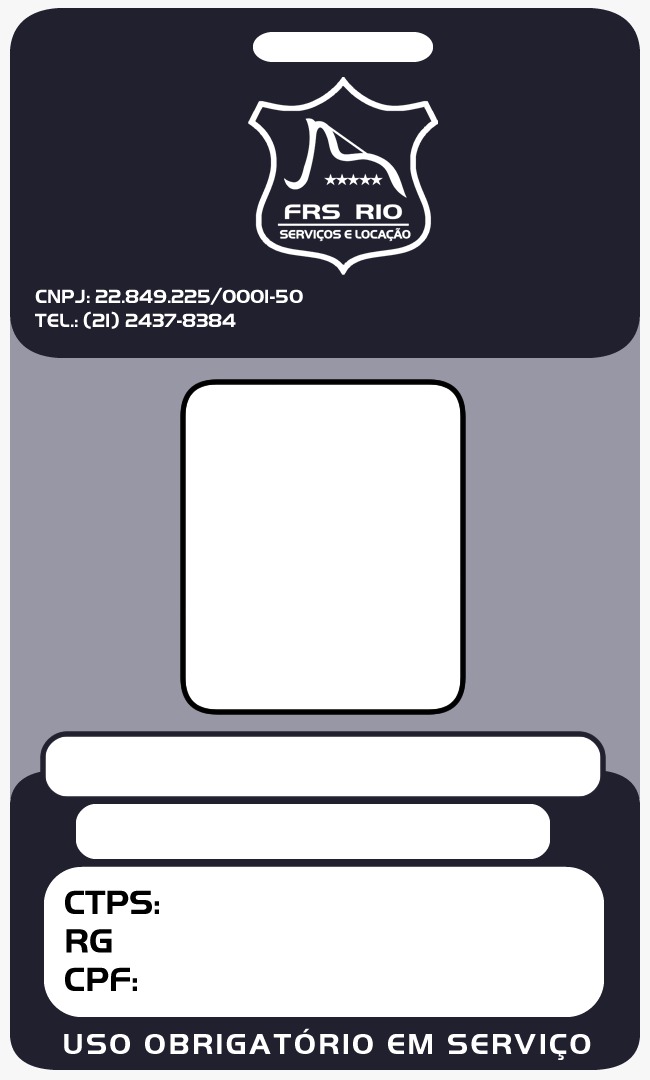 FRS RIO
SERVIÇOS E LOCAÇÃO
CNPJ: 22.849.225/0001-50
TEL.: (21) 2437-8384
CTPS:
RG
CPF:
USO OBRIGATÓRIO EM SERVIÇO